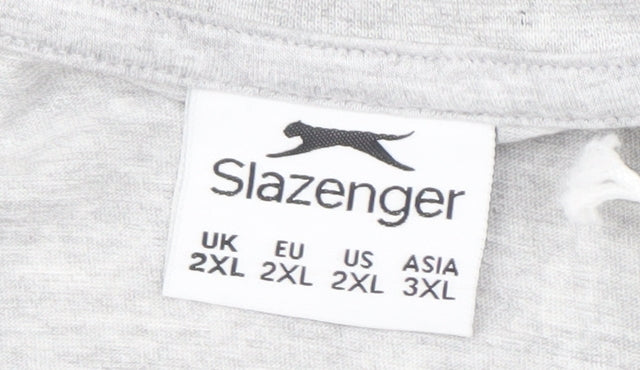 Slazenger
UK EU US ASIA
2XL 2XL 2XL 3XL